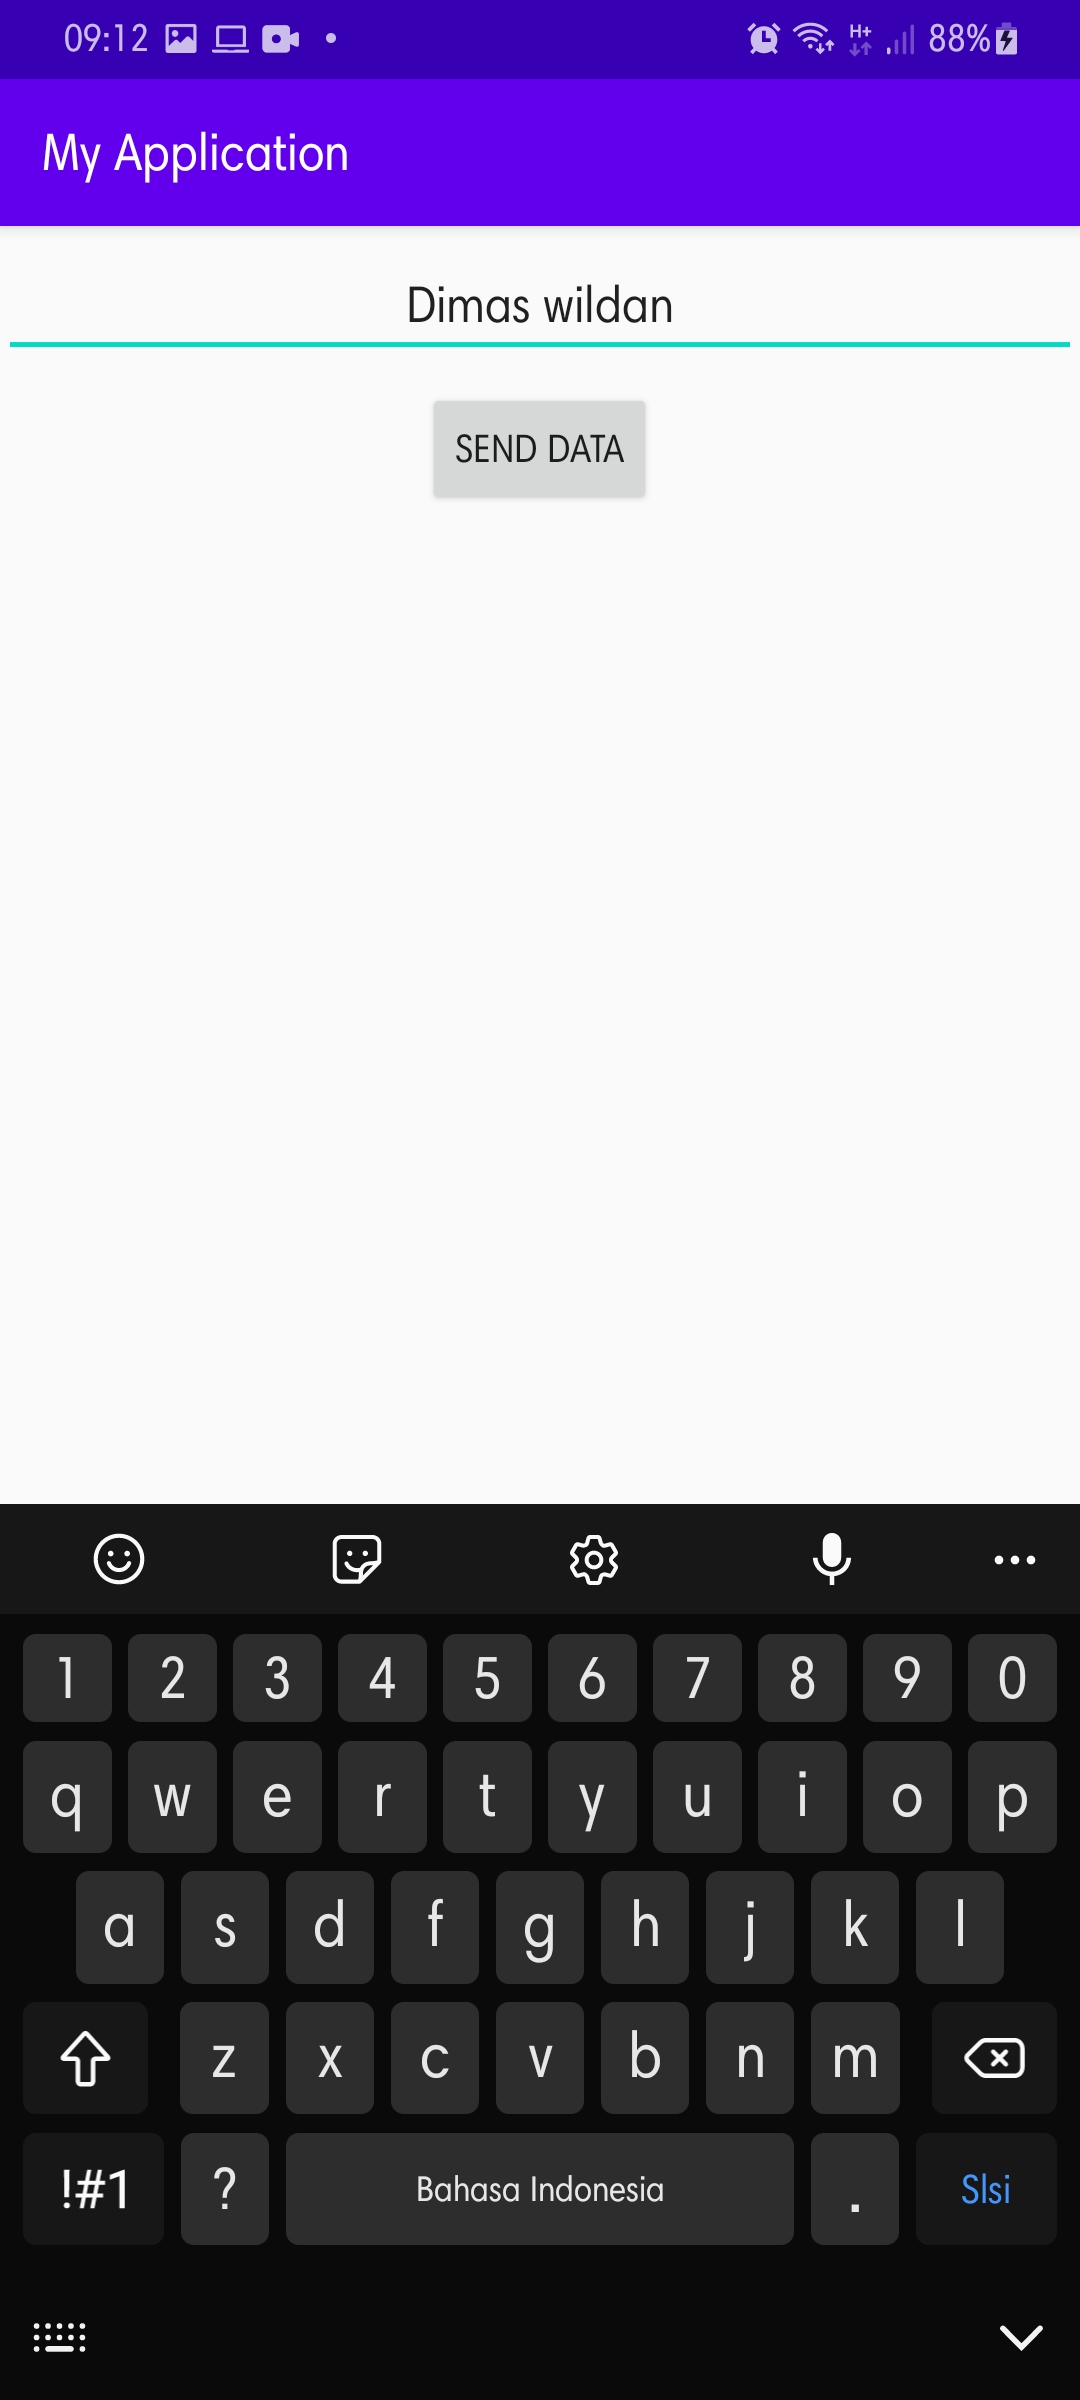 09:12 H+ 88%
My Application
Dimas wildan
SEND DATA
1 2 3 4 5 6 7 8 9 0
q w e r t y u i o p
a s d f g h j k l
z x c v b n m
!#1 ? Bahasa Indonesia . Slsi